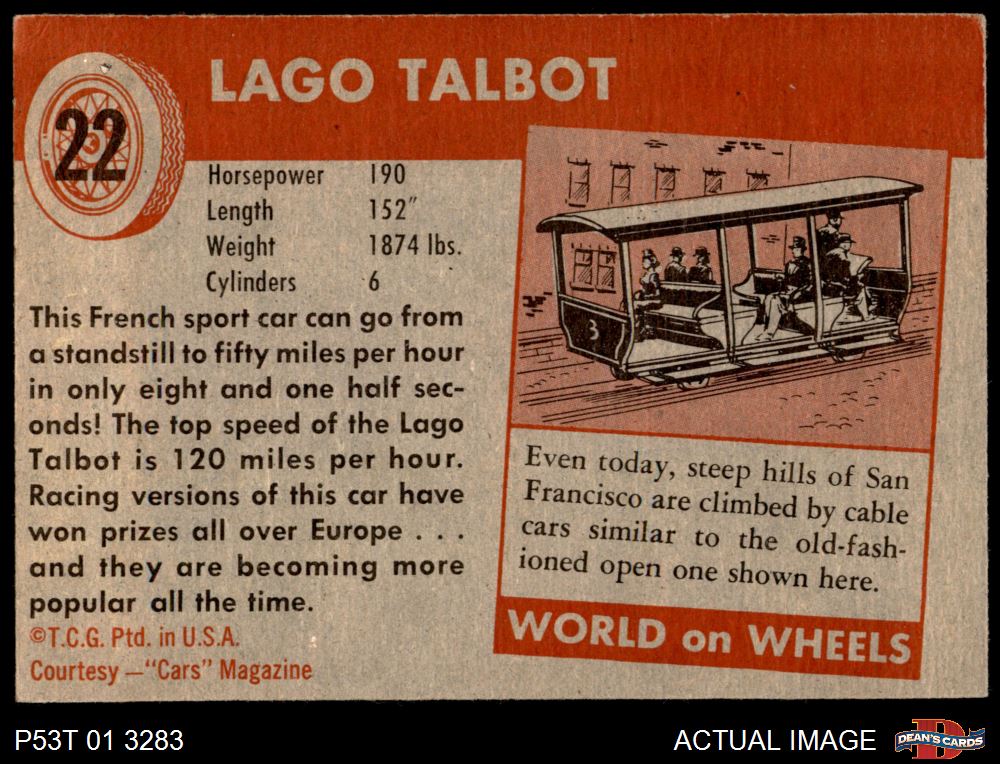 22
LAGO TALBOT
Horsepower 190
Length 152"
Weight 1874 lbs.
Cylinders 6
This French sport car can go from
a standstill to fifty miles per hour
in only eight and one half sec-
onds! The top speed of the Lago
Talbot is 120 miles per hour.
Racing versions of this car have
won prizes all over Europe . . .
and they are becoming more
popular all the time.
©T.C.G. Ptd. in U.S.A.
Courtesy —"Cars" Magazine
3
Even today, steep hills of San
Francisco are climbed by cable
cars similar to the old-fash-
ioned open one shown here.
WORLD on WHEELS
P53T 01 3283
ACTUAL IMAGE
DEAN'S CARDS